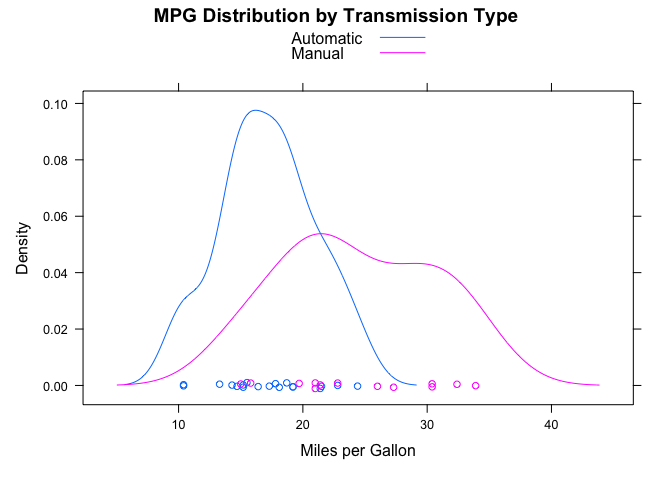 MPG Distribution by Transmission Type
Automatic
Manual
0.10
0.08
0.06
0.04
0.02
0.00
Density
10 20 30 40
Miles per Gallon